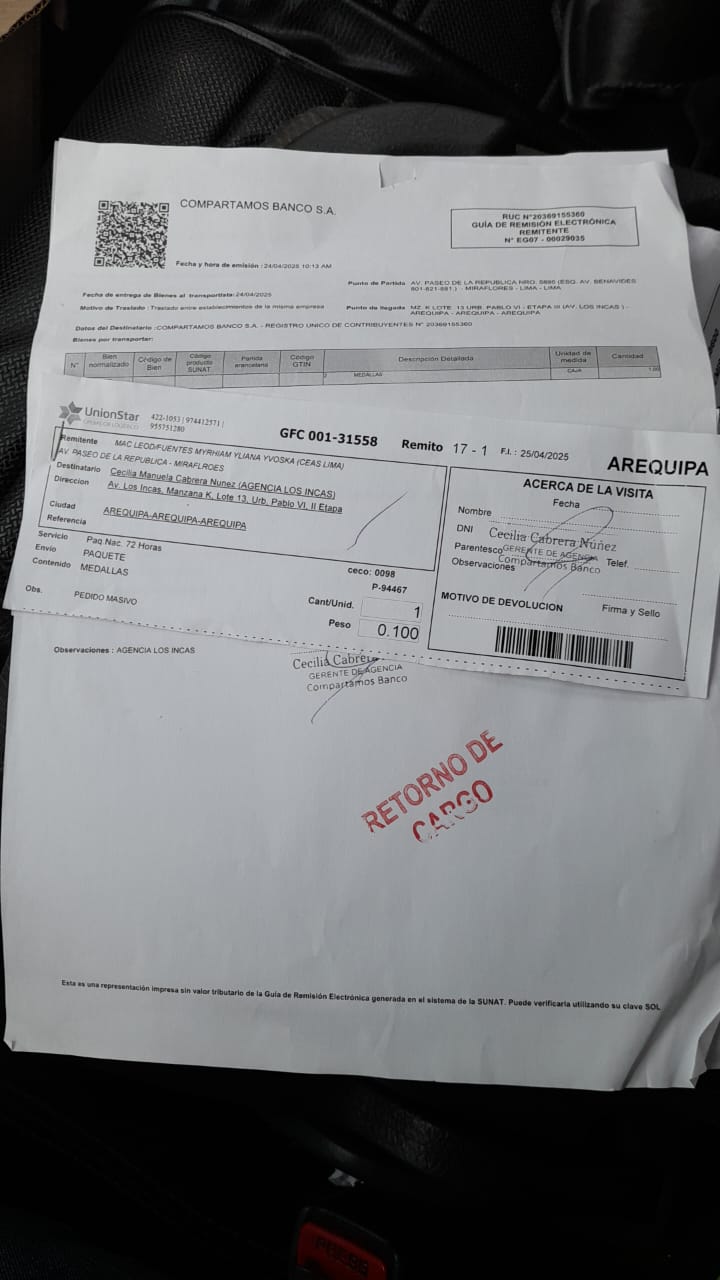 COMPARTAMOS BANCO S.A.
RUC N°20369155360
GUÍA DE REMISIÓN ELECTRÓNICA
REMITENTE
N° EG07 - 00029035
Fecha y hora de emisión : 24/04/2025 10:13 AM
Fecha de entrega de Bienes al transportista:24/04/2025
Punto de Partida AV. PASEO DE LA REPUBLICA NRO. 5895 (ESQ. AV. BENAVIDES
801-821-881.) - MIRAFLORES - LIMA - LIMA
Motivo de Traslado : Traslado entre establecimientos de la misma empresa
Punto de llegada MZ. K LOTE. 13 URB. PABLO VI - ETAPA II (AV. LOS INCAS ) -
AREQUIPA - AREQUIPA - AREQUIPA
Datos del Destinatario :COMPARTAMOS BANCO S.A. - REGISTRO UNICO DE CONTRIBUYENTES N° 20369155360
Bienes por transportar:
N° Bien normalizado Código de Bien Código producto SUNAT Partida arancelaria Código GTIN Descripción Detallada Unidad de medida Cantidad
MEDALLAS CAJA 1.00
UnionStar
422-1053 | 974412571 |
955751280
GFC 001-31558 Remito 17 - 1 F.I.: 25/04/2025 AREQUIPA
Remitente MAC LEOD/FUENTES MYRHIAM YLIANA YVOSKA (CEAS LIMA)
AV. PASEO DE LA REPUBLICA - MIRAFLROES
Destinatario Cecilia Manuela Cabrera Nunez (AGENCIA LOS INCAS)
Direccion Av. Los Incas, Manzana K, Lote 13, Urb. Pablo VI, II Etapa
Ciudad AREQUIPA-AREQUIPA-AREQUIPA
Referencia
Servicio Paq.Nac. 72 Horas
Envio PAQUETE
Contenido MEDALLAS
ceco: 0098
P-94467
Obs. PEDIDO MASIVO
Cant/Unid. 1
Peso 0.100
ACERCA DE LA VISITA
Fecha
Nombre
DNI Cecilia Cabrera Núñez
Parentesco GERENTE DE AGENCIA Telef.
Observaciones Compartamos Banco
MOTIVO DE DEVOLUCION Firma y Sello
Observaciones : AGENCIA LOS INCAS
Cecilia Cabrera
GERENTE DE AGENCIA
Compartamos Banco
RETORNO DE
CARGO
Esta es una representación impresa sin valor tributario de la Guía de Remisión Electrónica generada en el sistema de la SUNAT. Puede verificarla utilizando su clave SOL
PRESS